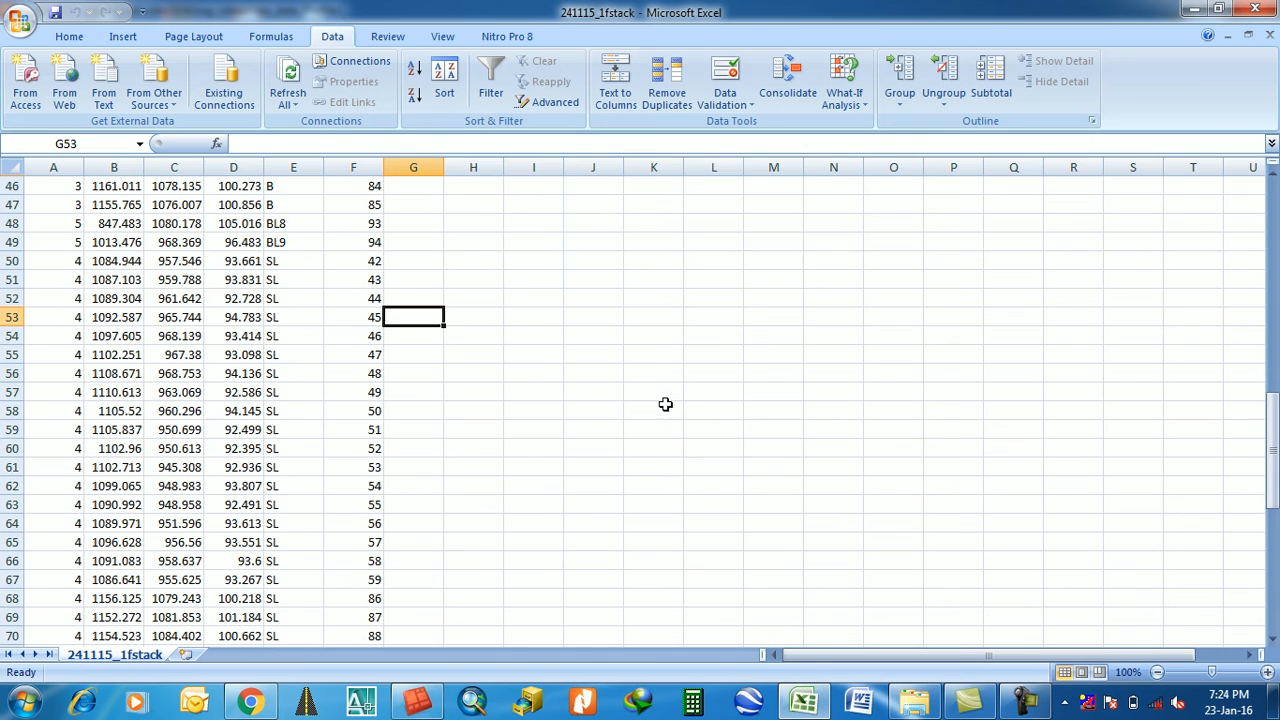 241115_1fstack - Microsoft Excel
Home Insert Page Layout Formulas Data Review View Nitro Pro 8
From Access
From Web
From Text
From Other Sources
Existing Connections
Get External Data
Refresh All
Connections
Properties
Edit Links
Connections
Sort
Filter
Clear
Reapply
Advanced
Sort & Filter
Text to Columns
Remove Duplicates
Data Validation
Consolidate
What-If Analysis
Data Tools
Group
Ungroup
Subtotal
Show Detail
Hide Detail
Outline
G53 fx
A B C D E F G H I J K L M N O P Q R S T U
46 3 1161.011 1078.135 100.273 B 84
47 3 1155.765 1076.007 100.856 B 85
48 5 847.483 1080.178 105.016 BL8 93
49 5 1013.476 968.369 96.483 BL9 94
50 4 1084.944 957.546 93.661 SL 42
51 4 1087.103 959.788 93.831 SL 43
52 4 1089.304 961.642 92.728 SL 44
53 4 1092.587 965.744 94.783 SL 45
54 4 1097.605 968.139 93.414 SL 46
55 4 1102.251 967.38 93.098 SL 47
56 4 1108.671 968.753 94.136 SL 48
57 4 1110.613 963.069 92.586 SL 49
58 4 1105.52 960.296 94.145 SL 50
59 4 1105.837 950.699 92.499 SL 51
60 4 1102.96 950.613 92.395 SL 52
61 4 1102.713 945.308 92.936 SL 53
62 4 1099.065 948.983 93.807 SL 54
63 4 1090.992 948.958 92.491 SL 55
64 4 1089.971 951.596 93.613 SL 56
65 4 1096.628 956.56 93.551 SL 57
66 4 1091.083 958.637 93.6 SL 58
67 4 1086.641 955.625 93.267 SL 59
68 4 1156.125 1079.243 100.218 SL 86
69 4 1152.272 1081.853 101.184 SL 87
70 4 1154.523 1084.402 100.662 SL 88
241115_1fstack
Ready 100%
7:24 PM
23-Jan-16